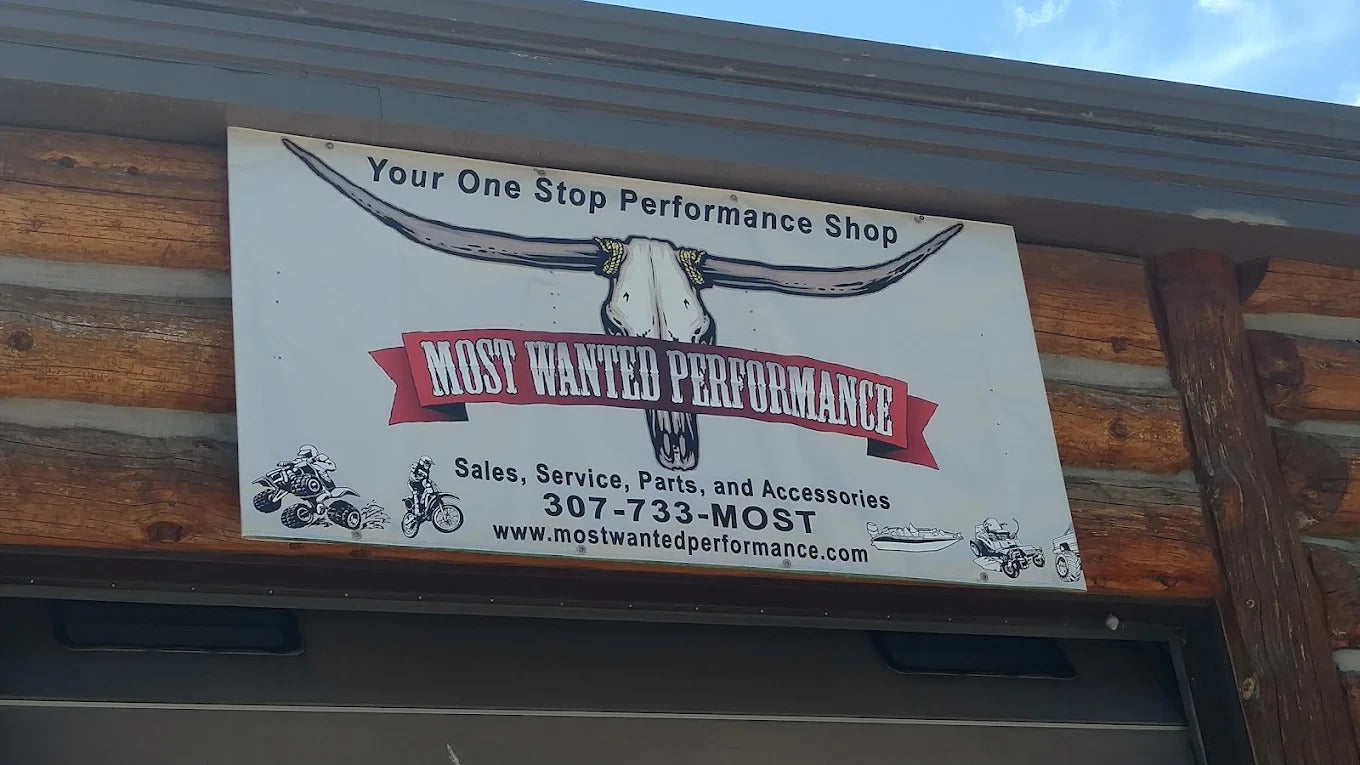 Your One Stop Performance Shop
MOST WANTED PERFORMANCE
Sales, Service, Parts, and Accessories
307-733-MOST
www.mostwantedperformance.com